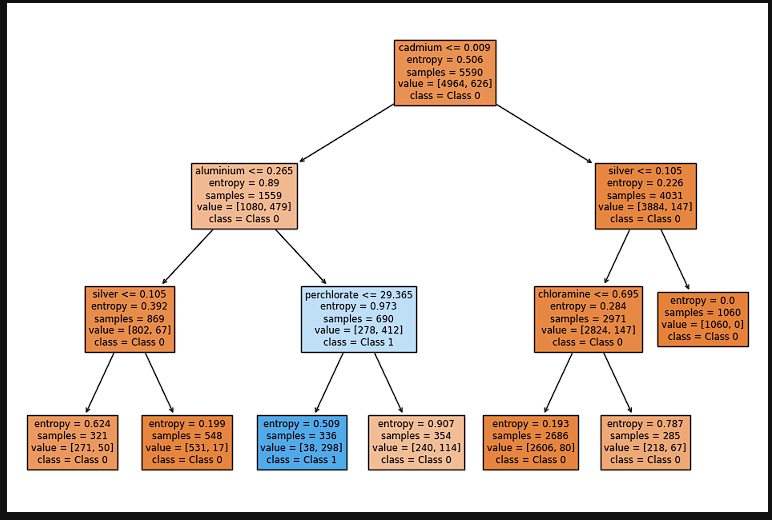 cadmium <= 0.009
entropy = 0.506
samples = 5590
value = [4964, 626]
class = Class 0
aluminium <= 0.265
entropy = 0.89
samples = 1559
value = [1080, 479]
class = Class 0
silver <= 0.105
entropy = 0.226
samples = 4031
value = [3884, 147]
class = Class 0
silver <= 0.105
entropy = 0.392
samples = 869
value = [802, 67]
class = Class 0
perchlorate <= 29.365
entropy = 0.973
samples = 690
value = [278, 412]
class = Class 1
chloramine <= 0.695
entropy = 0.284
samples = 2971
value = [2824, 147]
class = Class 0
entropy = 0.0
samples = 1060
value = [1060, 0]
class = Class 0
entropy = 0.624
samples = 321
value = [271, 50]
class = Class 0
entropy = 0.199
samples = 548
value = [531, 17]
class = Class 0
entropy = 0.509
samples = 336
value = [38, 298]
class = Class 1
entropy = 0.907
samples = 354
value = [240, 114]
class = Class 0
entropy = 0.193
samples = 2686
value = [2606, 80]
class = Class 0
entropy = 0.787
samples = 285
value = [218, 67]
class = Class 0